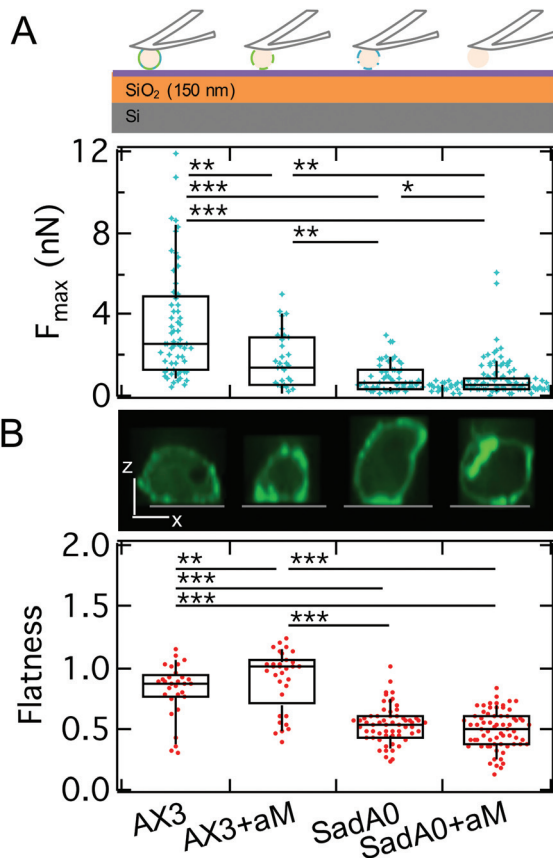 A
SiO₂ (150 nm)
Si
12
8
4
0
Fmax (nN)
** **
*** *
***
**
B
z
x
2.0
1.5
1.0
0.5
0.0
Flatness
** ***
***
***
***
AX3 AX3+aM SadA0 SadA0+aM